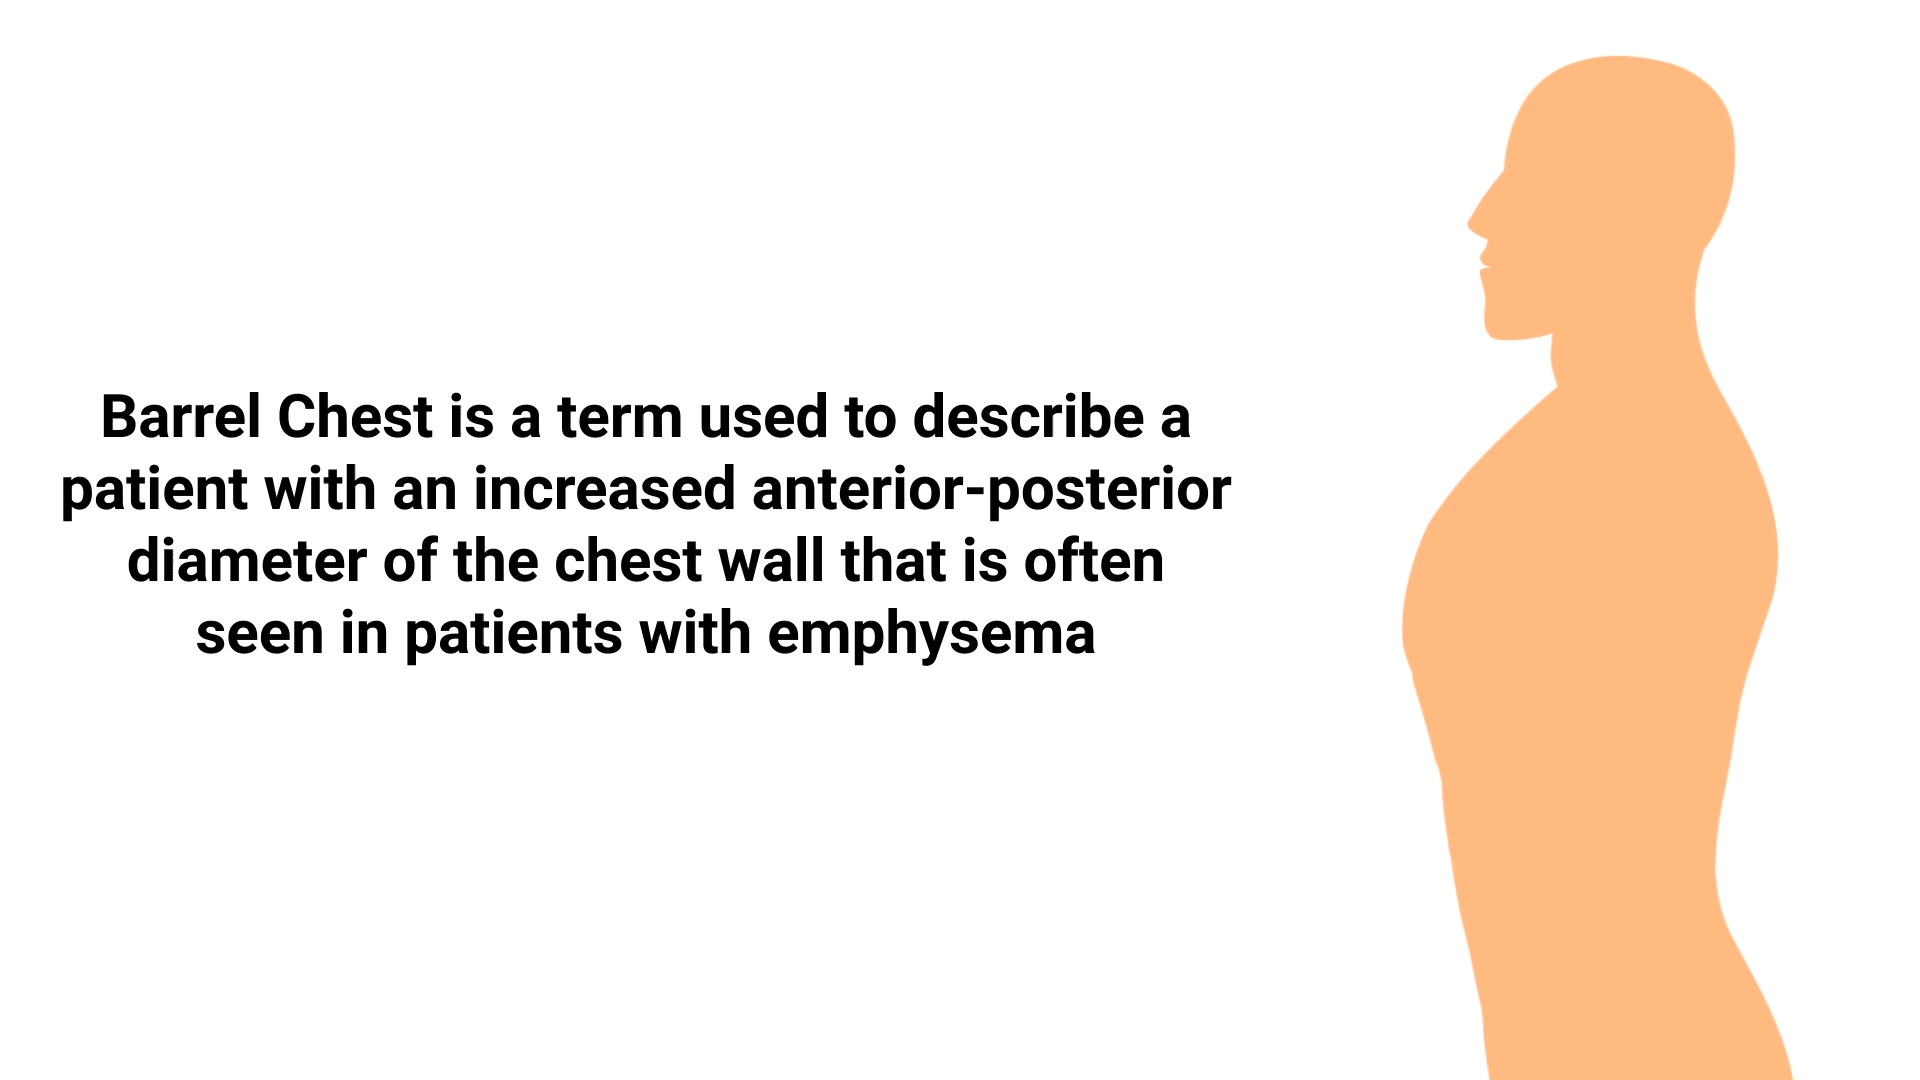 Barrel Chest is a term used to describe a
patient with an increased anterior-posterior
diameter of the chest wall that is often
seen in patients with emphysema